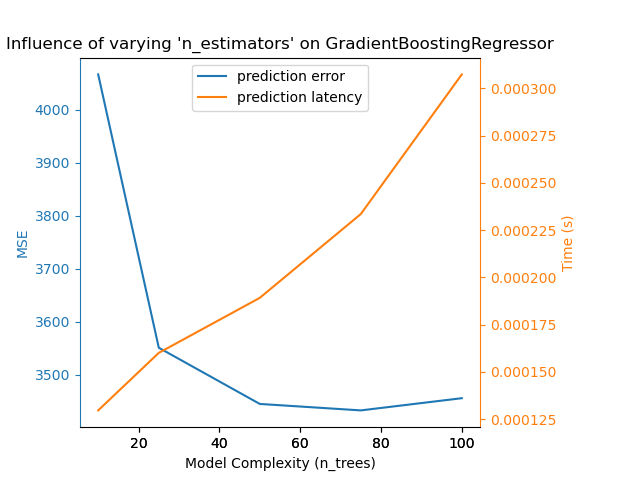 Influence of varying 'n_estimators' on GradientBoostingRegressor
prediction error
prediction latency
MSE
4000
3900
3800
3700
3600
3500
0.000300
0.000275
0.000250
0.000225
0.000200
0.000175
0.000150
0.000125
Time (s)
20 40 60 80 100
Model Complexity (n_trees)